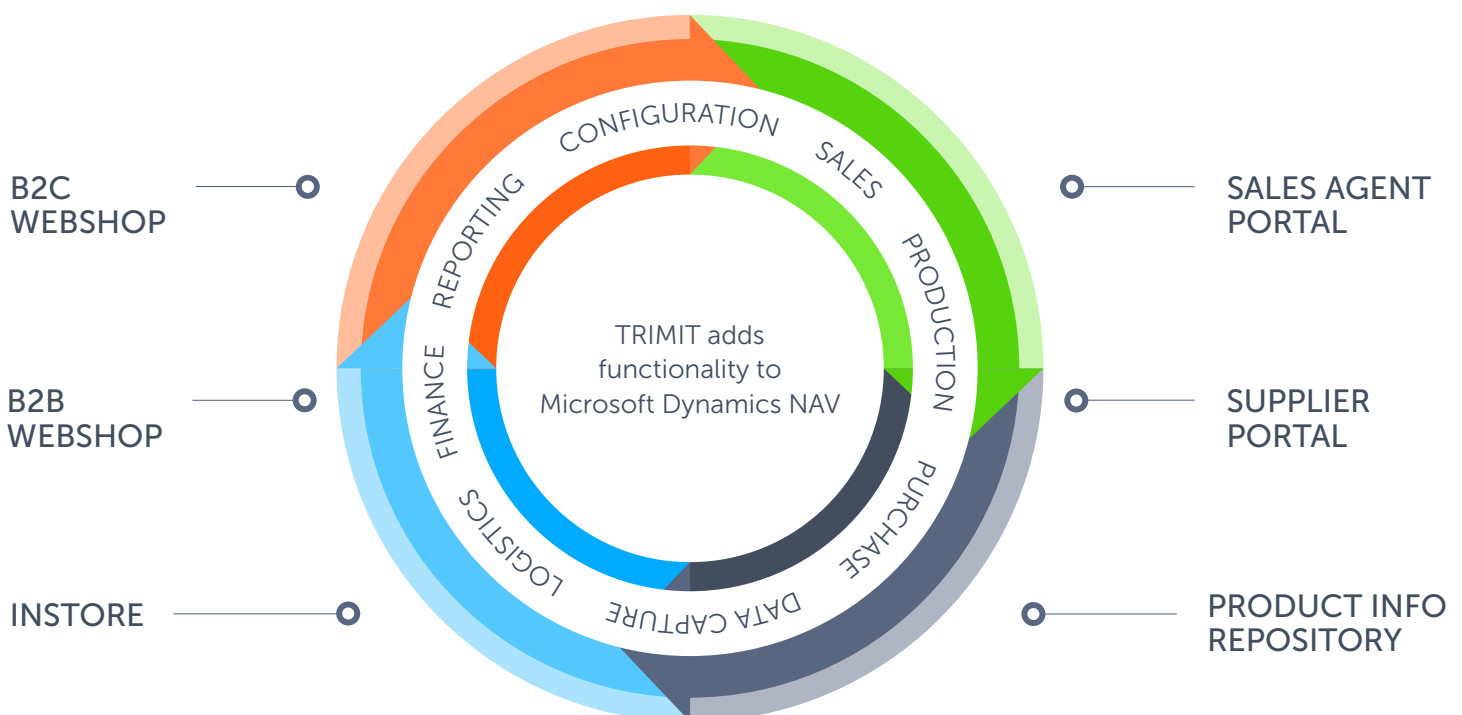 B2C
WEBSHOP
B2B
WEBSHOP
INSTORE
CONFIGURATION
SALES
PRODUCTION
PURCHASE
DATA CAPTURE
LOGISTICS
FINANCE
REPORTING
TRIMIT adds
functionality to
Microsoft Dynamics NAV
SALES AGENT
PORTAL
SUPPLIER
PORTAL
PRODUCT INFO
REPOSITORY